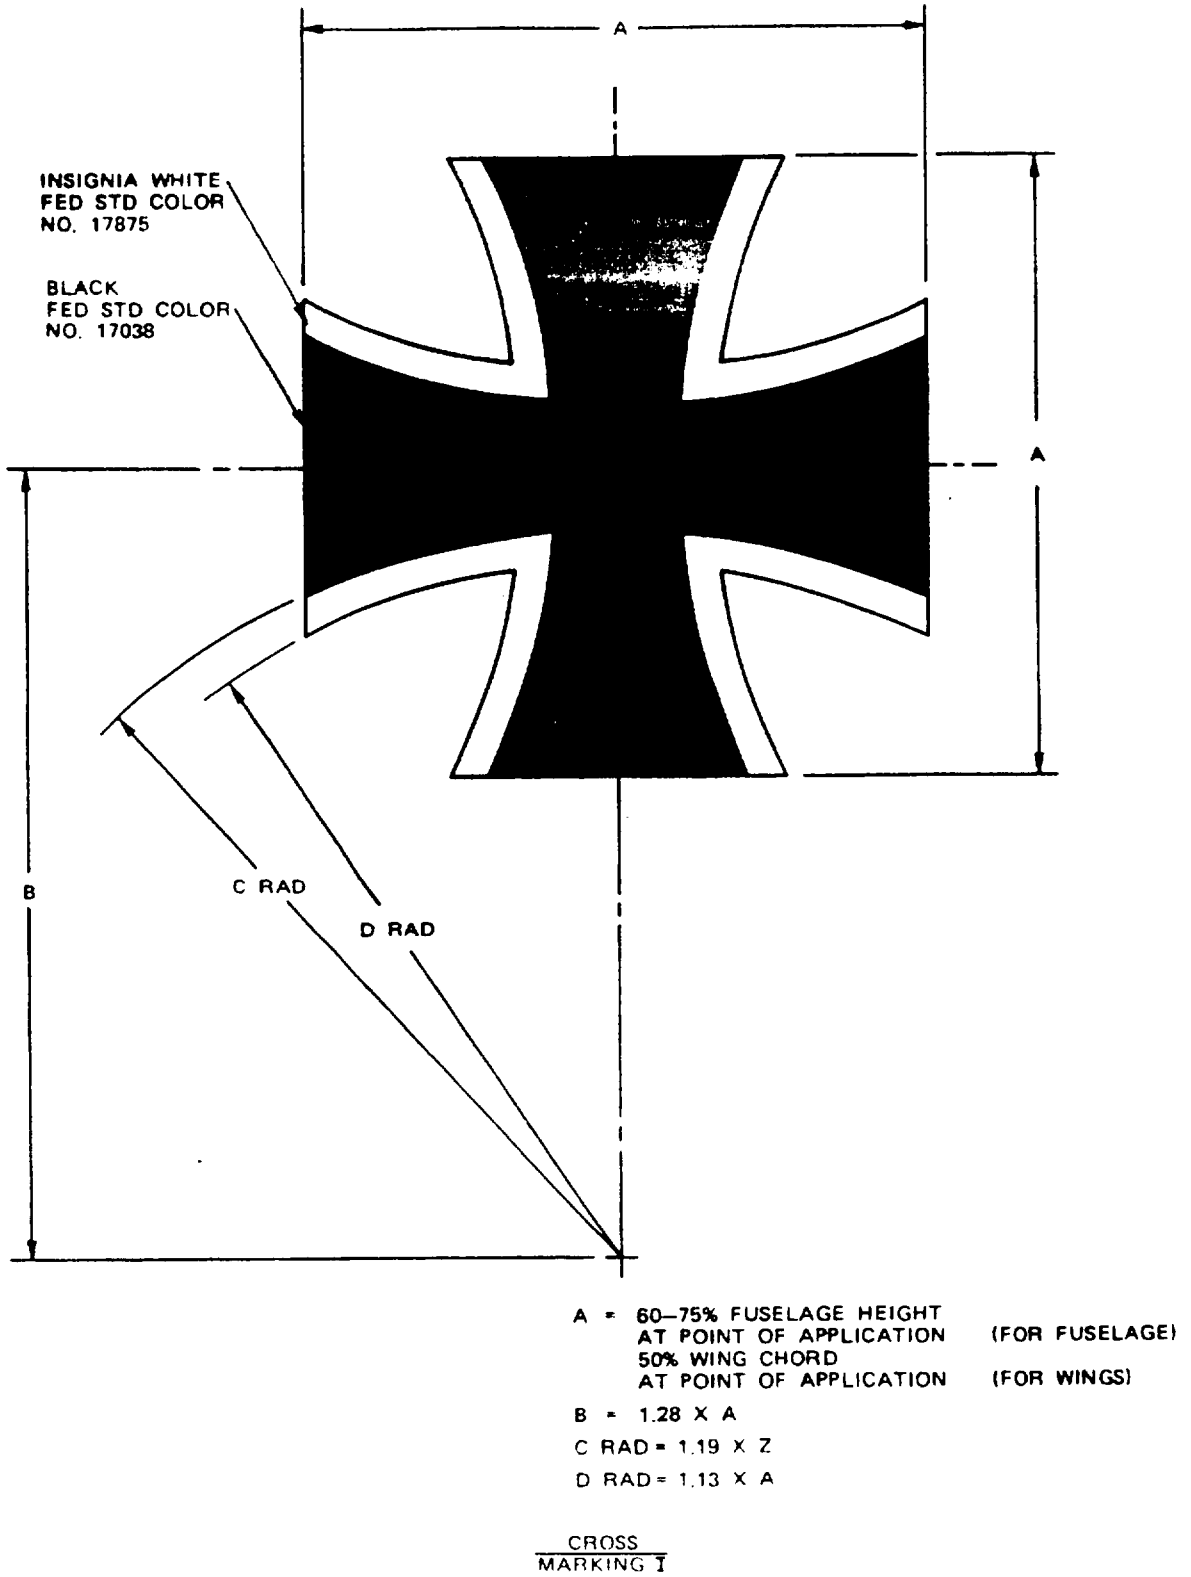 A
INSIGNIA WHITE
FED STD COLOR
NO. 17875
BLACK
FED STD COLOR
NO. 17038
A
B
C RAD
D RAD
A = 60–75% FUSELAGE HEIGHT
AT POINT OF APPLICATION (FOR FUSELAGE)
50% WING CHORD
AT POINT OF APPLICATION (FOR WINGS)
B = 1.28 X A
C RAD = 1.19 X Z
D RAD = 1.13 X A
CROSS
MARKING I